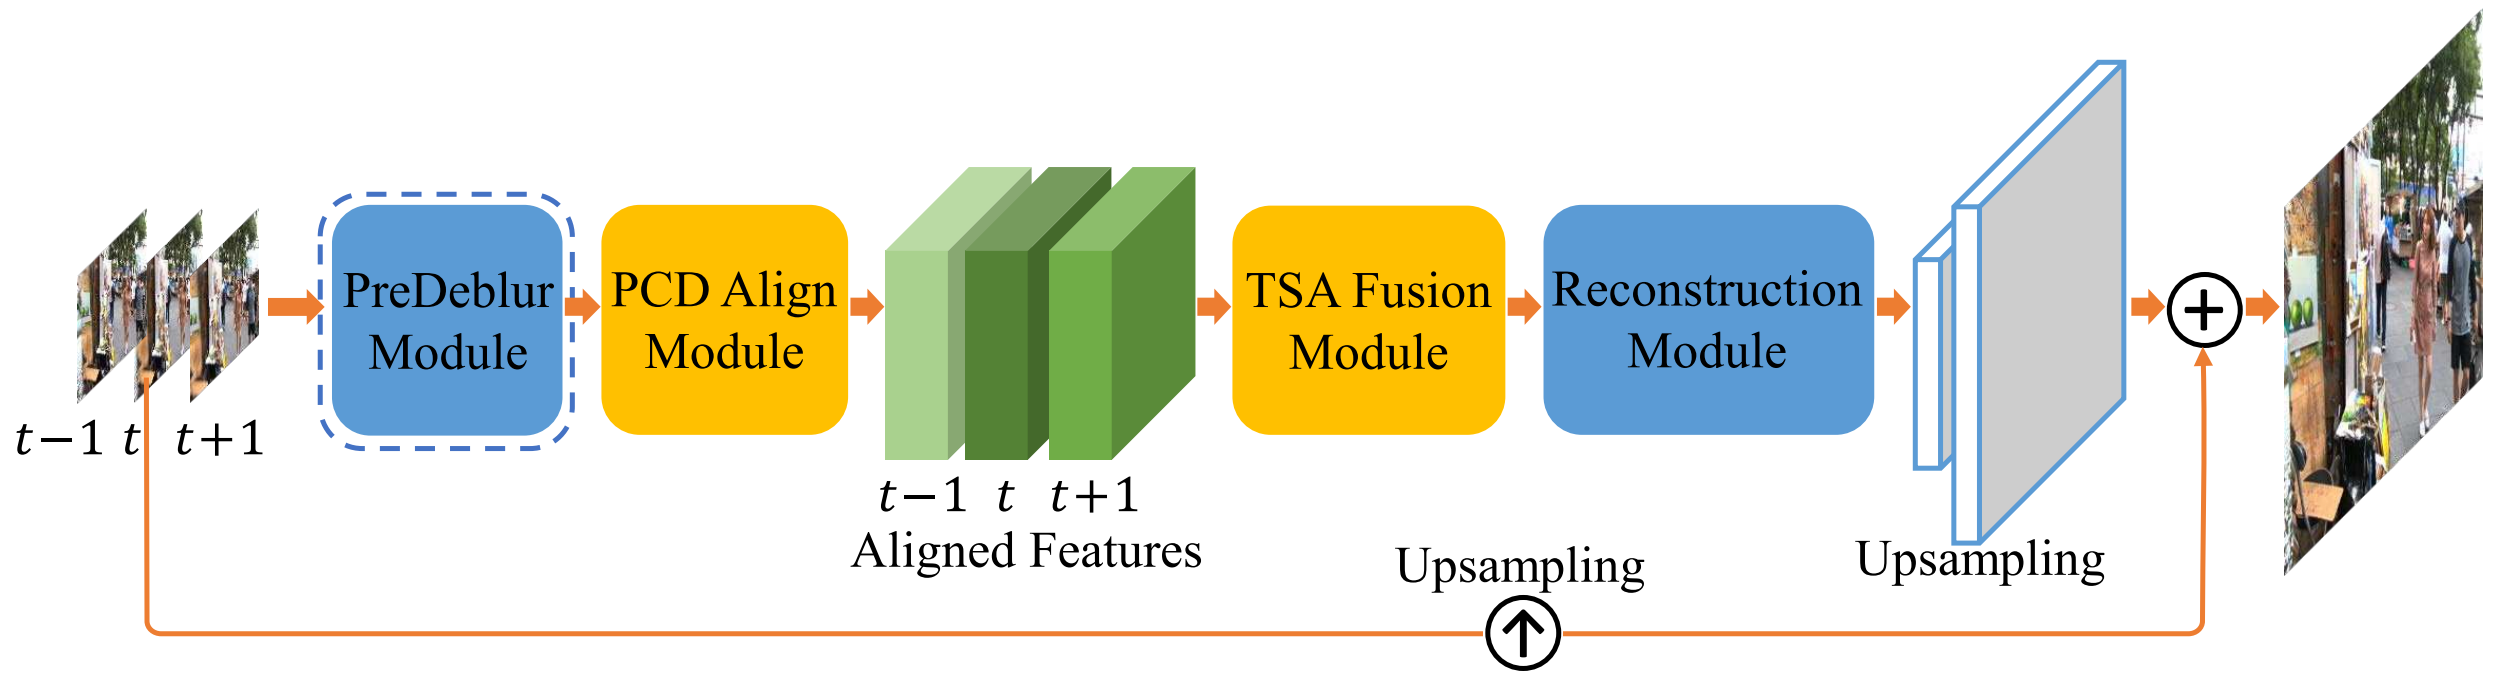 t−1 t t+1
PreDeblur
Module
PCD Align
Module
t−1 t t+1
Aligned Features
TSA Fusion
Module
Reconstruction
Module
Upsampling
Upsampling